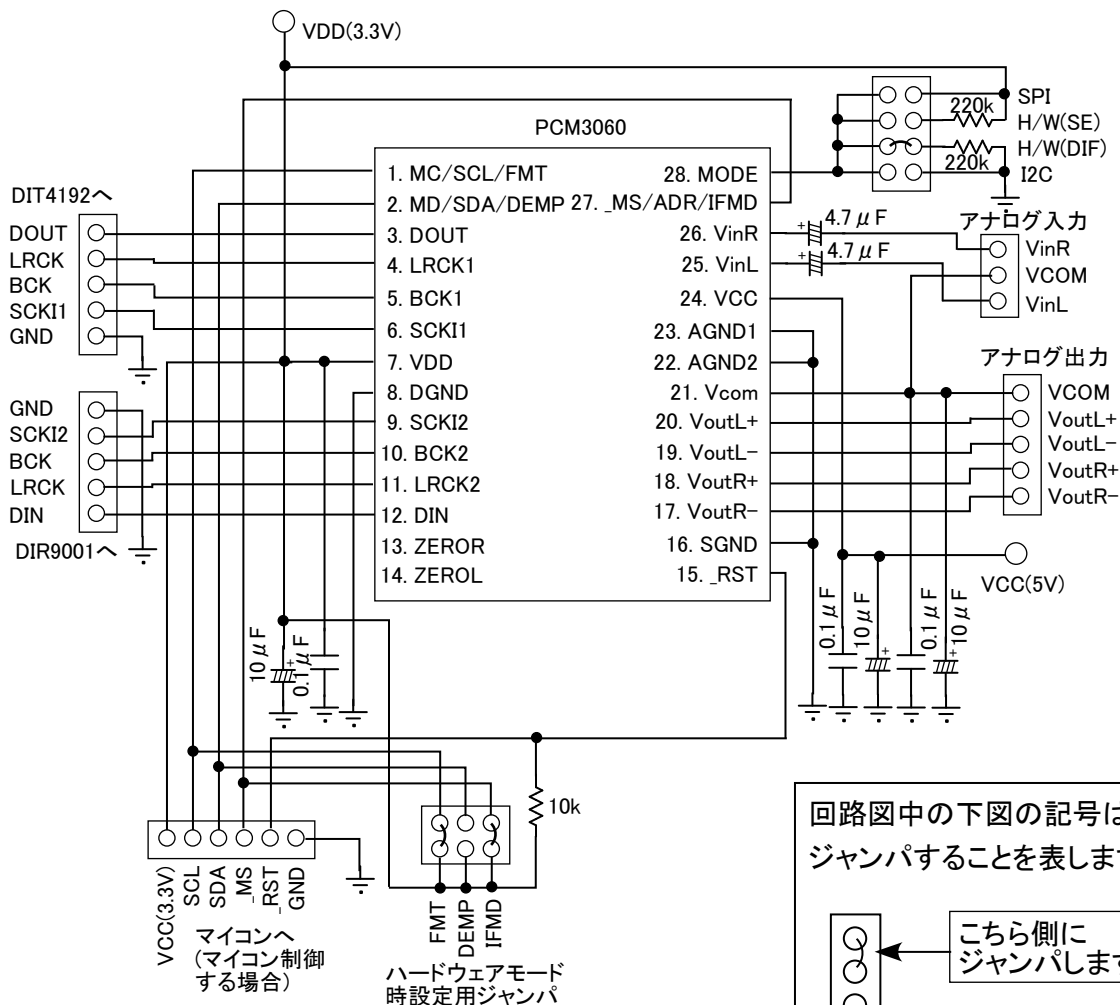 VDD(3.3V)
SPI
220k
H/W(SE)
H/W(DIF)
220k
I2C
PCM3060
1. MC/SCL/FMT
2. MD/SDA/DEMP
3. DOUT
4. LRCK1
5. BCK1
6. SCKI1
7. VDD
8. DGND
9. SCKI2
10. BCK2
11. LRCK2
12. DIN
13. ZEROR
14. ZEROL
28. MODE
27. _MS/ADR/IFMD
26. VinR
25. VinL
24. VCC
23. AGND1
22. AGND2
21. Vcom
20. VoutL+
19. VoutL−
18. VoutR+
17. VoutR−
16. SGND
15. _RST
DIT4192へ
DOUT
LRCK
BCK
SCKI1
GND
GND
SCKI2
BCK
LRCK
DIN
DIR9001へ
+
4.7μF
+
4.7μF
アナログ入力
VinR
VCOM
VinL
アナログ出力
VCOM
VoutL+
VoutL−
VoutR+
VoutR−
VCC(5V)
0.1μF
10μF
+
0.1μF
10μF
+
10μF
+
0.1μF
10k
VCC(3.3V)
SCL
SDA
_MS
_RST
GND
マイコンへ
(マイコン制御
する場合)
FMT
DEMP
IFMD
ハードウェアモード
時設定用ジャンパ
回路図中の下図の記号は
ジャンパすることを表します
こちら側に
ジャンパします